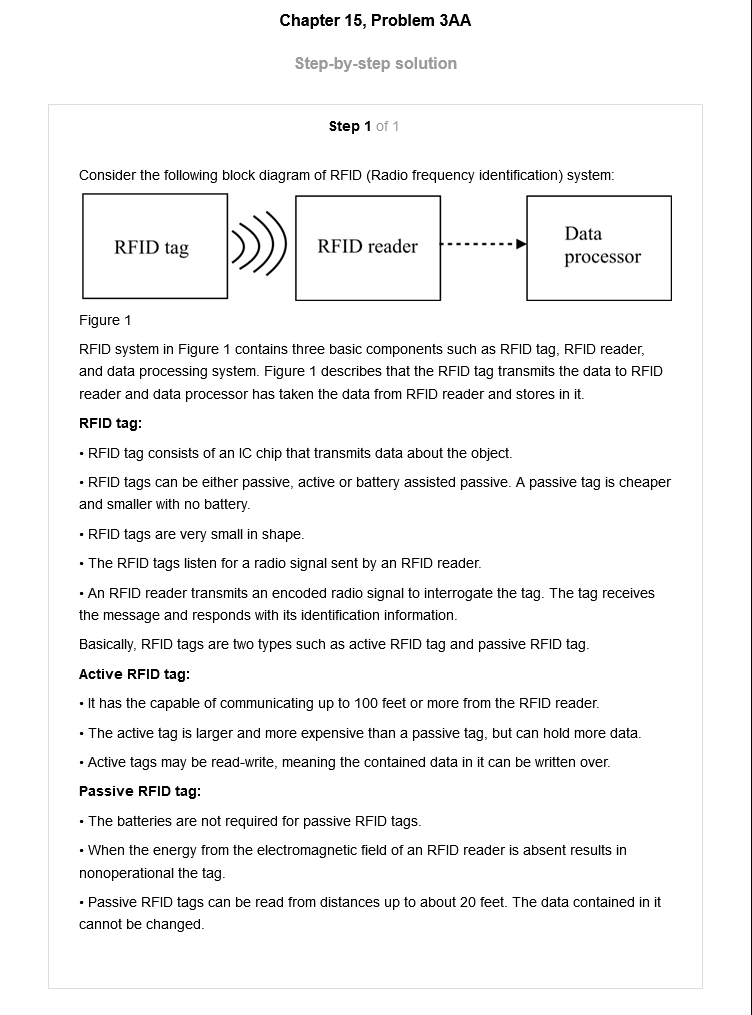 Chapter 15, Problem 3AA
Step-by-step solution
Step 1 of 1
Consider the following block diagram of RFID (Radio frequency identification) system:
RFID tag
RFID reader
Data
processor
Figure 1
RFID system in Figure 1 contains three basic components such as RFID tag, RFID reader,
and data processing system. Figure 1 describes that the RFID tag transmits the data to RFID
reader and data processor has taken the data from RFID reader and stores in it.
RFID tag:
• RFID tag consists of an IC chip that transmits data about the object.
• RFID tags can be either passive, active or battery assisted passive. A passive tag is cheaper
and smaller with no battery.
• RFID tags are very small in shape.
• The RFID tags listen for a radio signal sent by an RFID reader.
• An RFID reader transmits an encoded radio signal to interrogate the tag. The tag receives
the message and responds with its identification information.
Basically, RFID tags are two types such as active RFID tag and passive RFID tag.
Active RFID tag:
• It has the capable of communicating up to 100 feet or more from the RFID reader.
• The active tag is larger and more expensive than a passive tag, but can hold more data.
• Active tags may be read-write, meaning the contained data in it can be written over.
Passive RFID tag:
• The batteries are not required for passive RFID tags.
• When the energy from the electromagnetic field of an RFID reader is absent results in
nonoperational the tag.
• Passive RFID tags can be read from distances up to about 20 feet. The data contained in it
cannot be changed.